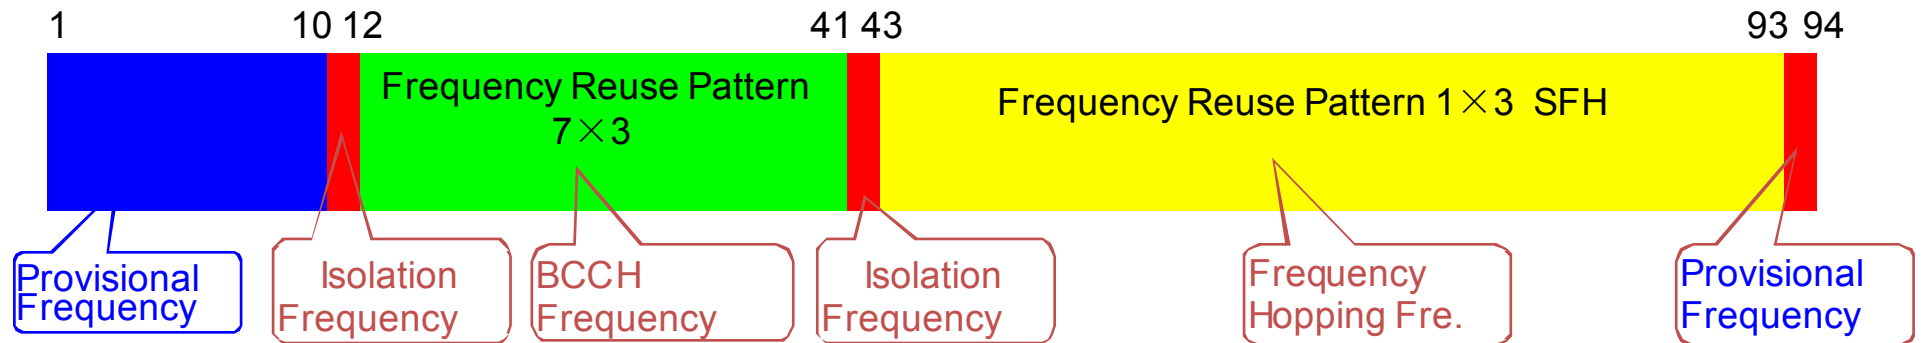 1 10 12 41 43 93 94
Frequency Reuse Pattern
7×3
Frequency Reuse Pattern 1×3 SFH
Provisional
Frequency
Isolation
Frequency
BCCH
Frequency
Isolation
Frequency
Frequency
Hopping Fre.
Provisional
Frequency